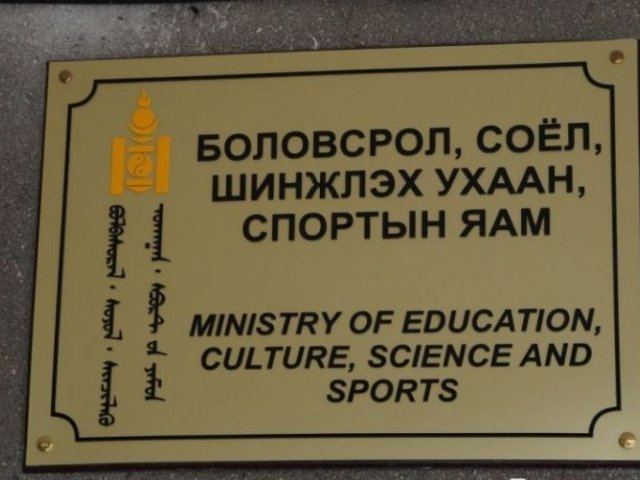 БОЛОВСРОЛ, СОЁЛ,
ШИНЖЛЭХ УХААН,
СПОРТЫН ЯАМ
MINISTRY OF EDUCATION,
CULTURE, SCIENCE AND
SPORTS